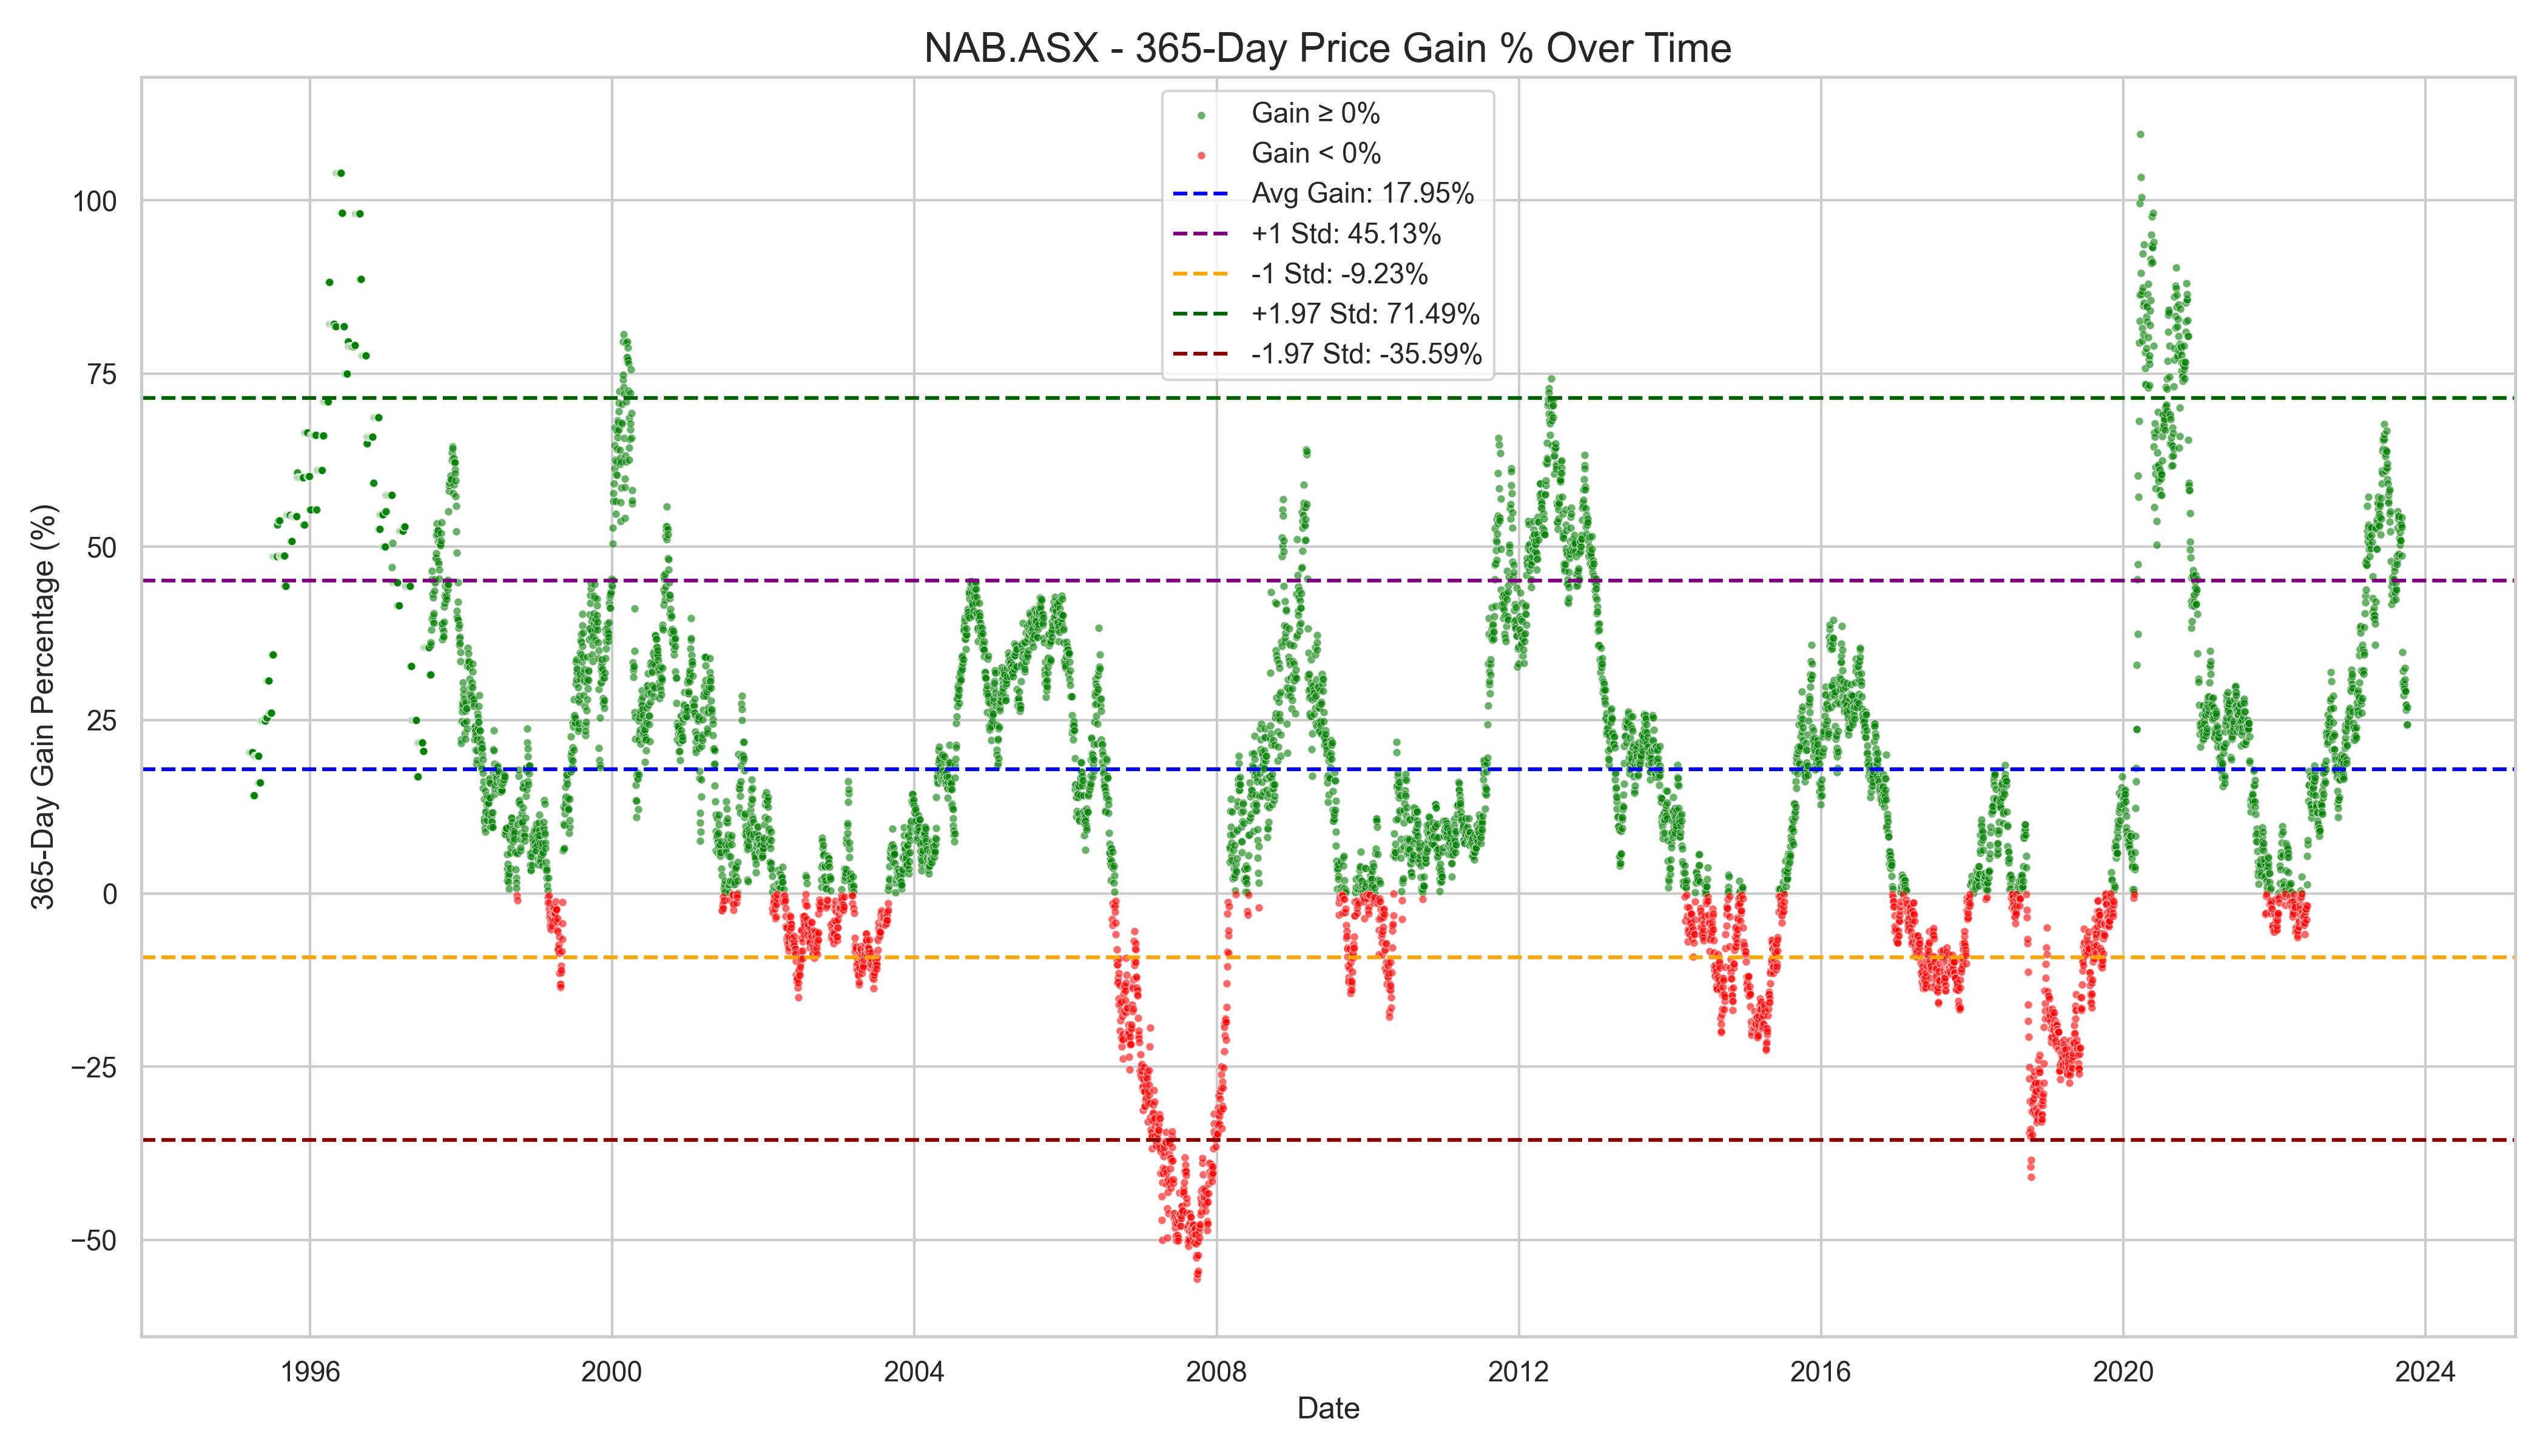 NAB.ASX - 365-Day Price Gain % Over Time
Gain ≥ 0%
Gain < 0%
Avg Gain: 17.95%
+1 Std: 45.13%
-1 Std: -9.23%
+1.97 Std: 71.49%
-1.97 Std: -35.59%
365-Day Gain Percentage (%)
100
75
50
25
0
−25
−50
1996 2000 2004 2008 2012 2016 2020 2024
Date